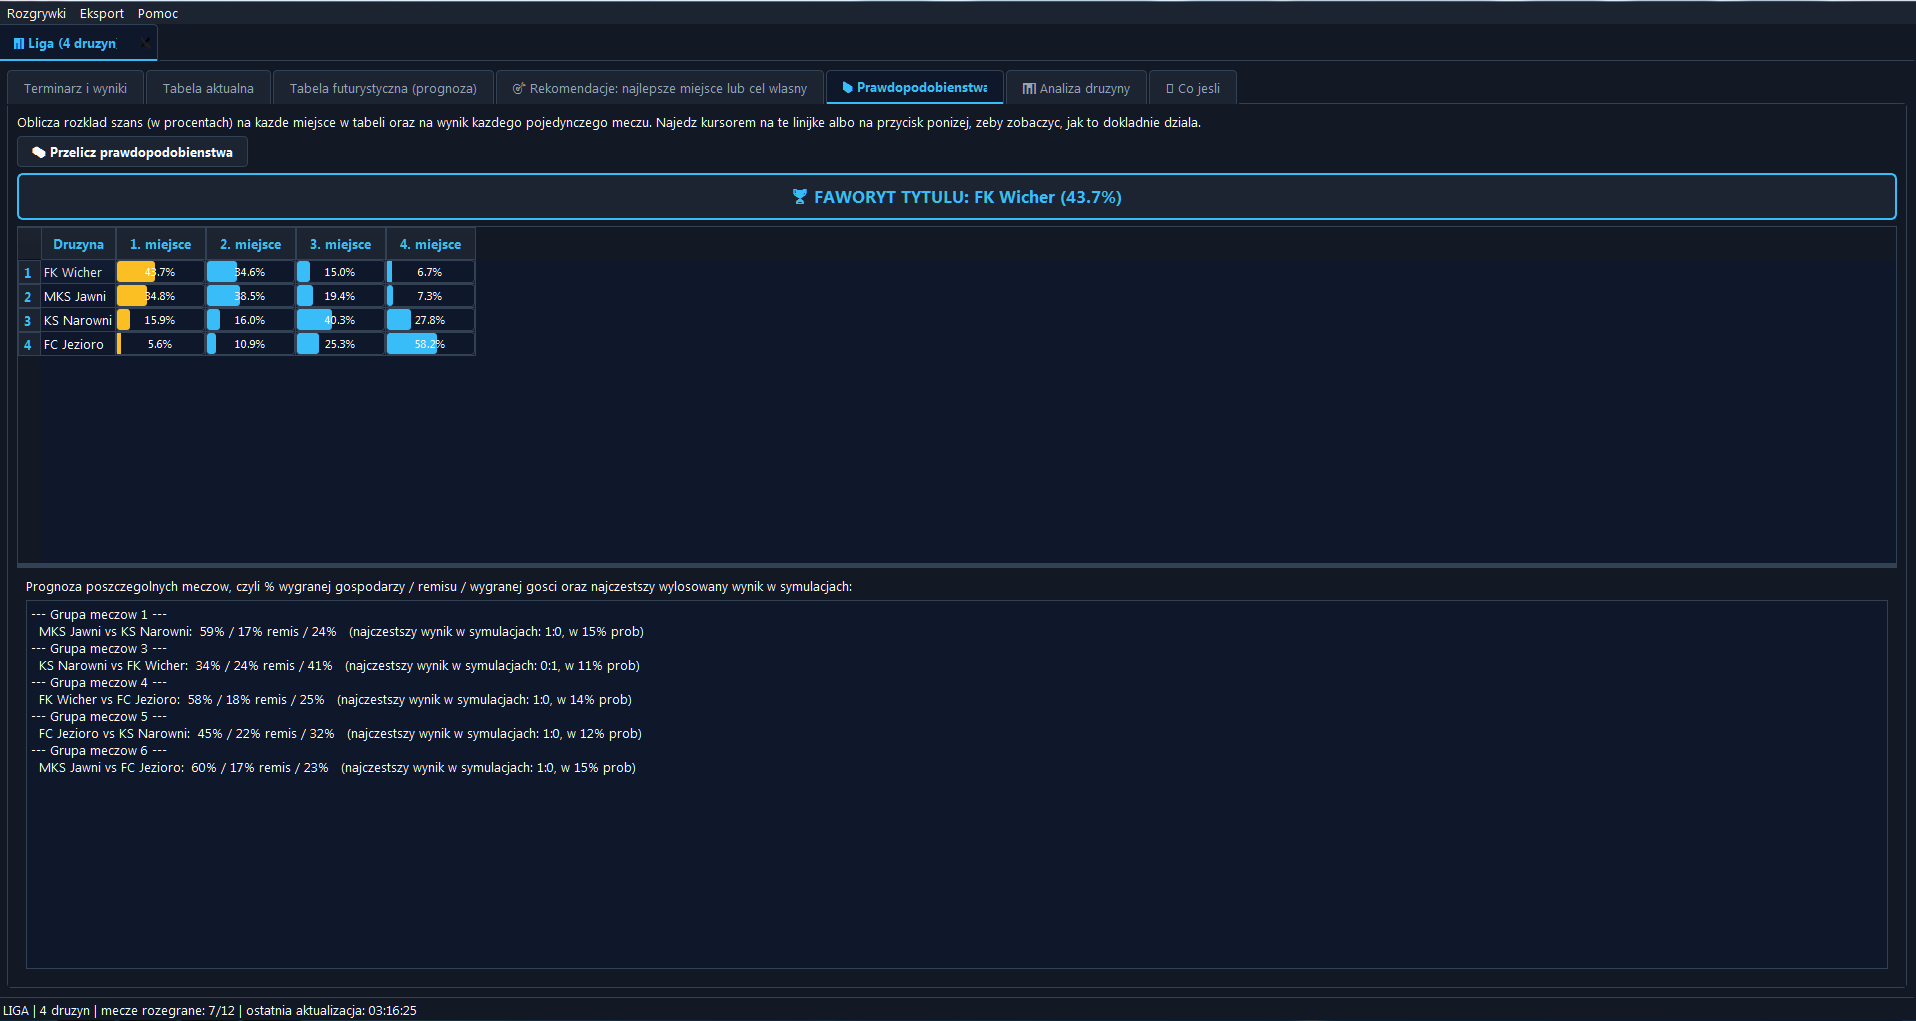 Rozgrywki Eksport Pomoc
Liga (4 druzyn
Terminarz i wyniki Tabela aktualna Tabela futurystyczna (prognoza) Rekomendacje: najlepsze miejsce lub cel wlasny Prawdopodobienstwa Analiza druzyny Co jesli
Oblicza rozklad szans (w procentach) na kazde miejsce w tabeli oraz na wynik kazdego pojedynczego meczu. Najedz kursorem na te linijke albo na przycisk ponizej, zeby zobaczyc, jak to dokladnie dziala.
Przelicz prawdopodobienstwa
FAWORYT TYTULU: FK Wicher (43.7%)
Druzyna 1. miejsce 2. miejsce 3. miejsce 4. miejsce
1 FK Wicher 43.7% 34.6% 15.0% 6.7%
2 MKS Jawni 34.8% 38.5% 19.4% 7.3%
3 KS Narowni 15.9% 16.0% 40.3% 27.8%
4 FC Jezioro 5.6% 10.9% 25.3% 58.2%
Prognoza poszczegolnych meczow, czyli % wygranej gospodarzy / remisu / wygranej gosci oraz najczestszy wylosowany wynik w symulacjach:
--- Grupa meczow 1 ---
MKS Jawni vs KS Narowni: 59% / 17% remis / 24% (najczestszy wynik w symulacjach: 1:0, w 15% prob)
--- Grupa meczow 3 ---
KS Narowni vs FK Wicher: 34% / 24% remis / 41% (najczestszy wynik w symulacjach: 0:1, w 11% prob)
--- Grupa meczow 4 ---
FK Wicher vs FC Jezioro: 58% / 18% remis / 25% (najczestszy wynik w symulacjach: 1:0, w 14% prob)
--- Grupa meczow 5 ---
FC Jezioro vs KS Narowni: 45% / 22% remis / 32% (najczestszy wynik w symulacjach: 1:0, w 12% prob)
--- Grupa meczow 6 ---
MKS Jawni vs FC Jezioro: 60% / 17% remis / 23% (najczestszy wynik w symulacjach: 1:0, w 15% prob)
LIGA | 4 druzyn | mecze rozegrane: 7/12 | ostatnia aktualizacja: 03:16:25